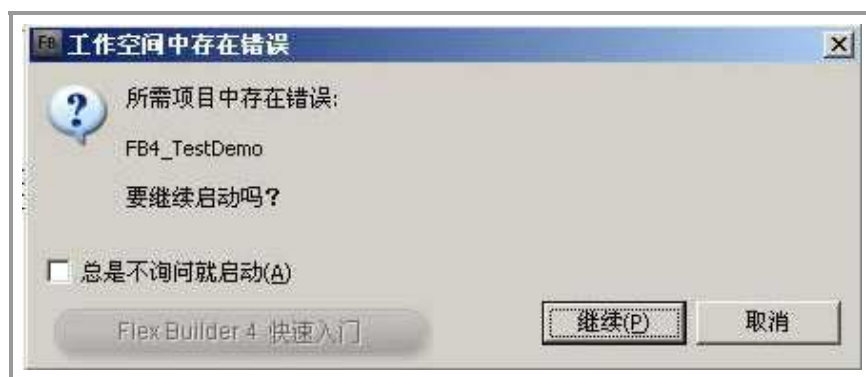 FB 工作空间中存在错误
所需项目中存在错误:
FB4_TestDemo
要继续启动吗?
总是不询问就启动(A)
Flex Builder 4 快速入门
继续(P)
取消